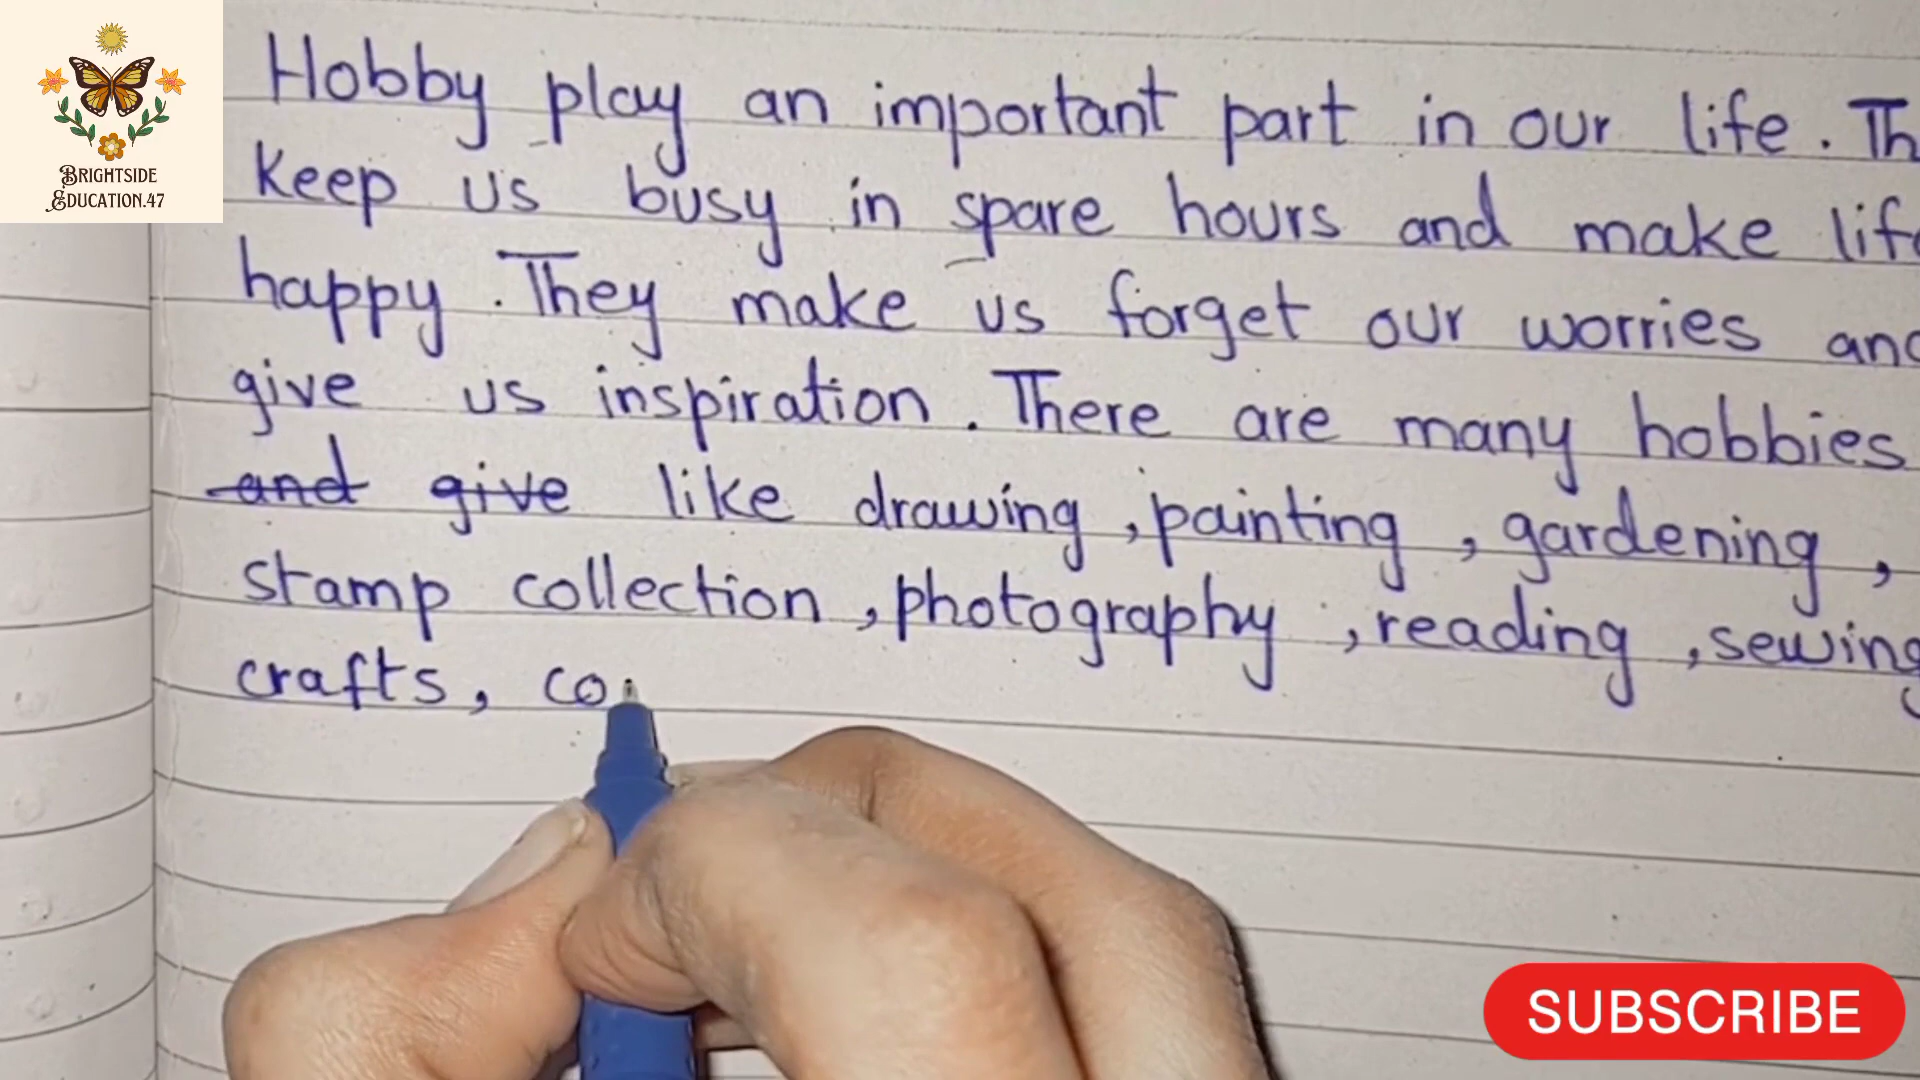 BRIGHTSIDE
EDUCATION.47
Hobby play an important part in our life. Th
keep us busy in spare hours and make life
happy. They make us forget our worries and
give us inspiration. There are many hobbies
and give like drawing, painting, gardening,
stamp collection, photography, reading, sewing
crafts, co
SUBSCRIBE